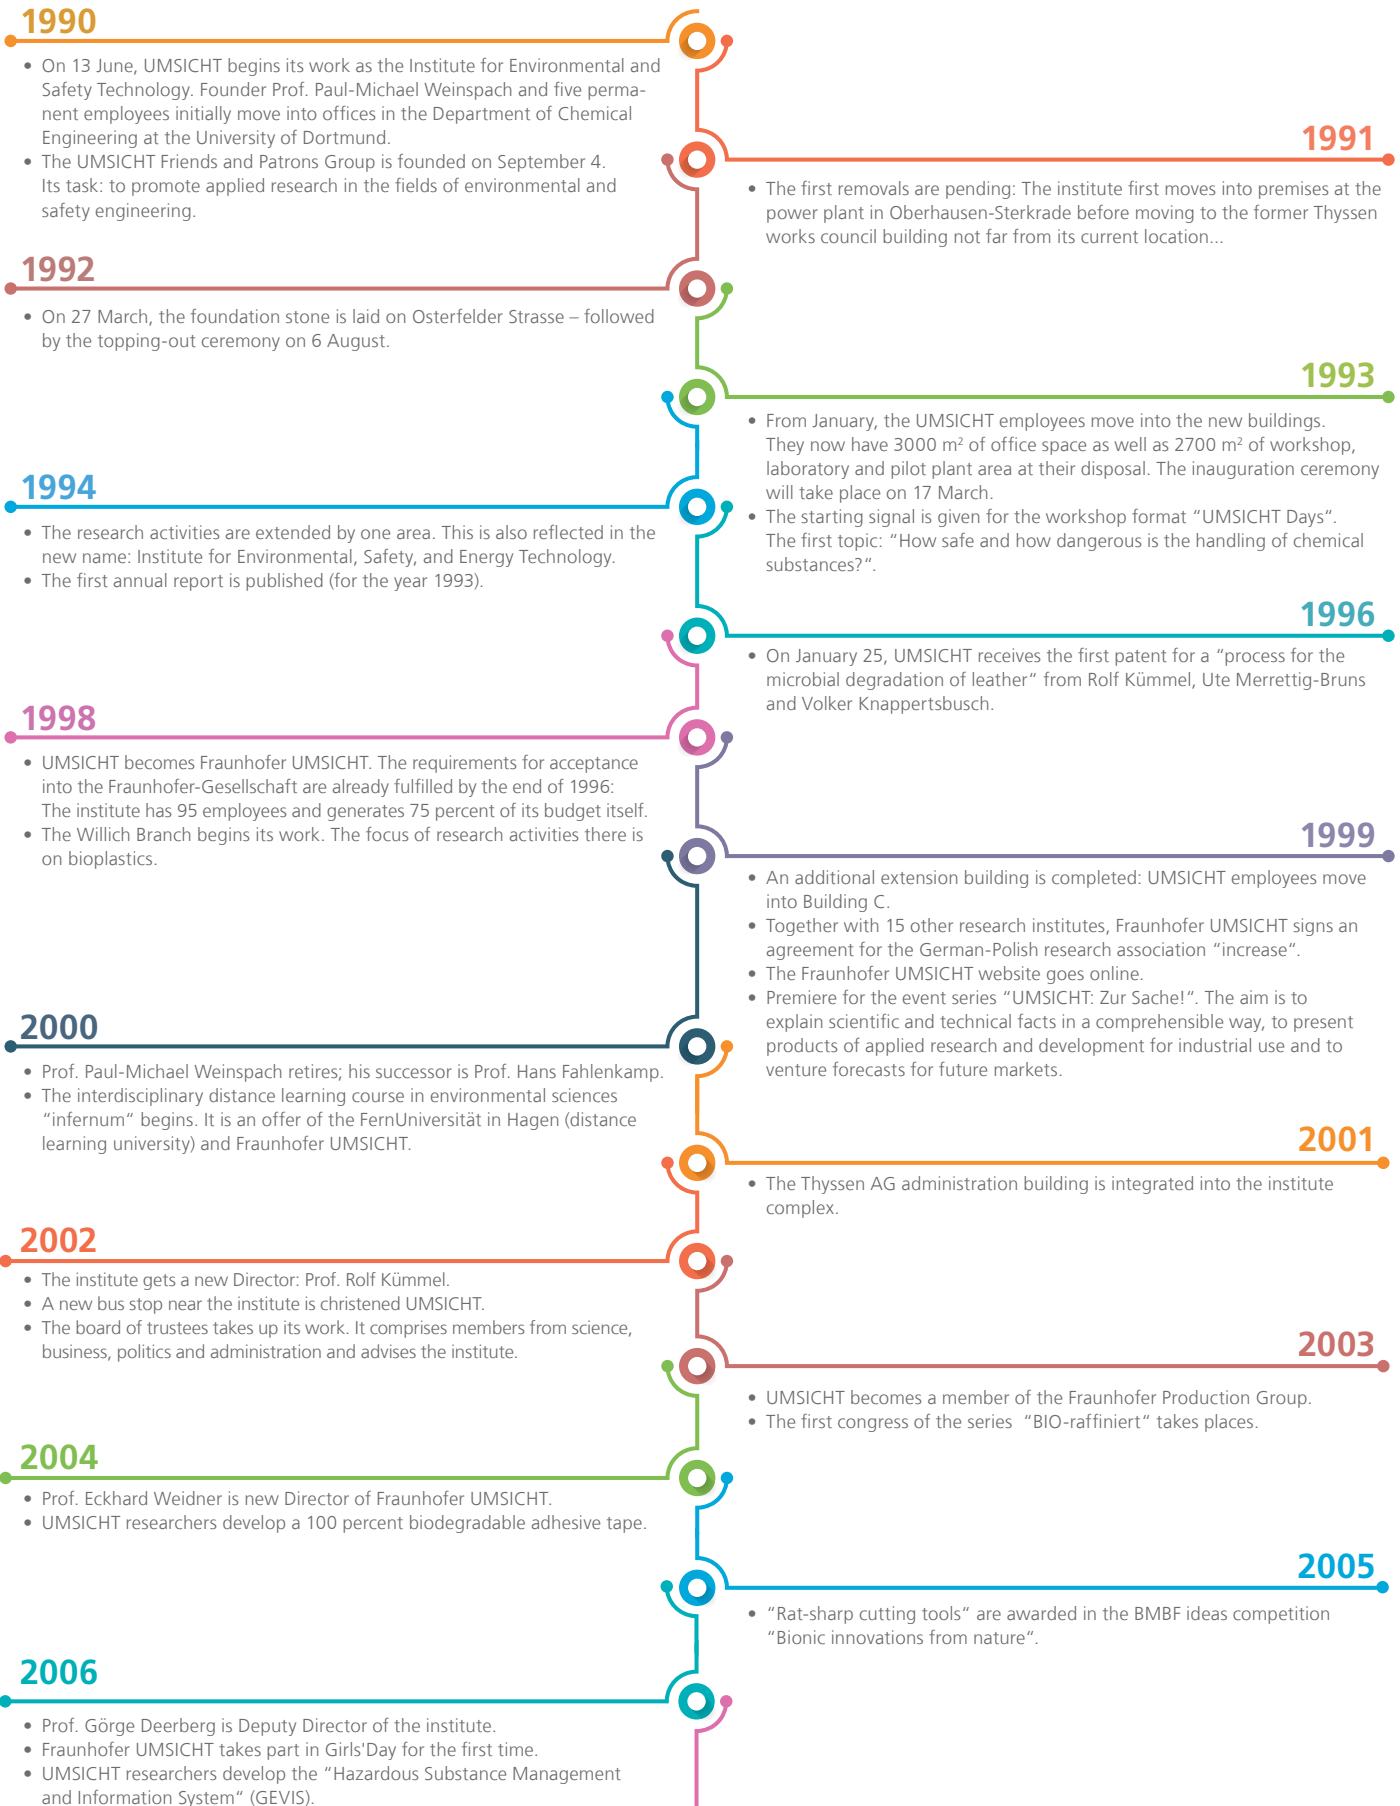 1990
• On 13 June, UMSICHT begins its work as the Institute for Environmental and
Safety Technology. Founder Prof. Paul-Michael Weinspach and five perma-
nent employees initially move into offices in the Department of Chemical
Engineering at the University of Dortmund.
• The UMSICHT Friends and Patrons Group is founded on September 4.
Its task: to promote applied research in the fields of environmental and
safety engineering.
1991
• The first removals are pending: The institute first moves into premises at the
power plant in Oberhausen-Sterkrade before moving to the former Thyssen
works council building not far from its current location...
1992
• On 27 March, the foundation stone is laid on Osterfelder Strasse – followed
by the topping-out ceremony on 6 August.
1993
• From January, the UMSICHT employees move into the new buildings.
They now have 3000 m² of office space as well as 2700 m² of workshop,
laboratory and pilot plant area at their disposal. The inauguration ceremony
will take place on 17 March.
• The starting signal is given for the workshop format “UMSICHT Days“.
The first topic: “How safe and how dangerous is the handling of chemical
substances?“.
1994
• The research activities are extended by one area. This is also reflected in the
new name: Institute for Environmental, Safety, and Energy Technology.
• The first annual report is published (for the year 1993).
1996
• On January 25, UMSICHT receives the first patent for a “process for the
microbial degradation of leather“ from Rolf Kümmel, Ute Merrettig-Bruns
and Volker Knappertsbusch.
1998
• UMSICHT becomes Fraunhofer UMSICHT. The requirements for acceptance
into the Fraunhofer-Gesellschaft are already fulfilled by the end of 1996:
The institute has 95 employees and generates 75 percent of its budget itself.
• The Willich Branch begins its work. The focus of research activities there is
on bioplastics.
1999
• An additional extension building is completed: UMSICHT employees move
into Building C.
• Together with 15 other research institutes, Fraunhofer UMSICHT signs an
agreement for the German-Polish research association “increase“.
• The Fraunhofer UMSICHT website goes online.
• Premiere for the event series “UMSICHT: Zur Sache!“. The aim is to
explain scientific and technical facts in a comprehensible way, to present
products of applied research and development for industrial use and to
venture forecasts for future markets.
2000
• Prof. Paul-Michael Weinspach retires; his successor is Prof. Hans Fahlenkamp.
• The interdisciplinary distance learning course in environmental sciences
“infernum“ begins. It is an offer of the FernUniversität in Hagen (distance
learning university) and Fraunhofer UMSICHT.
2001
• The Thyssen AG administration building is integrated into the institute
complex.
2002
• The institute gets a new Director: Prof. Rolf Kümmel.
• A new bus stop near the institute is christened UMSICHT.
• The board of trustees takes up its work. It comprises members from science,
business, politics and administration and advises the institute.
2003
• UMSICHT becomes a member of the Fraunhofer Production Group.
• The first congress of the series “BIO-raffiniert“ takes places.
2004
• Prof. Eckhard Weidner is new Director of Fraunhofer UMSICHT.
• UMSICHT researchers develop a 100 percent biodegradable adhesive tape.
2005
• “Rat-sharp cutting tools“ are awarded in the BMBF ideas competition
“Bionic innovations from nature“.
2006
• Prof. Görge Deerberg is Deputy Director of the institute.
• Fraunhofer UMSICHT takes part in Girls'Day for the first time.
• UMSICHT researchers develop the “Hazardous Substance Management
and Information System“ (GEVIS).